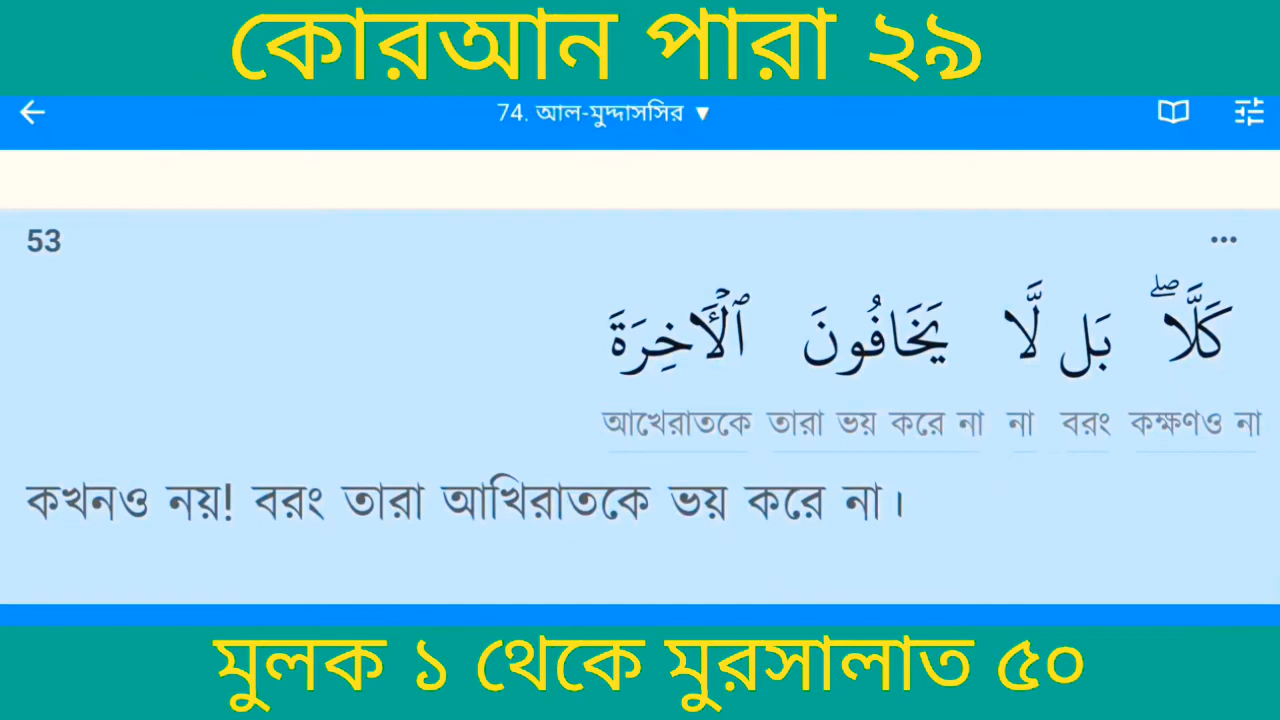 কোরআন পারা ২৯
74. আল-মুদ্দাসসির ▼
53
كَلَّاۖ بَل لَّا يَخَافُونَ ٱلْأَخِرَةَ
আখেরাতকে তারা ভয় করে না না বরং কক্ষণও না
কখনও নয়! বরং তারা আখিরাতকে ভয় করে না।
মুলক ১ থেকে মুরসালাত ৫০